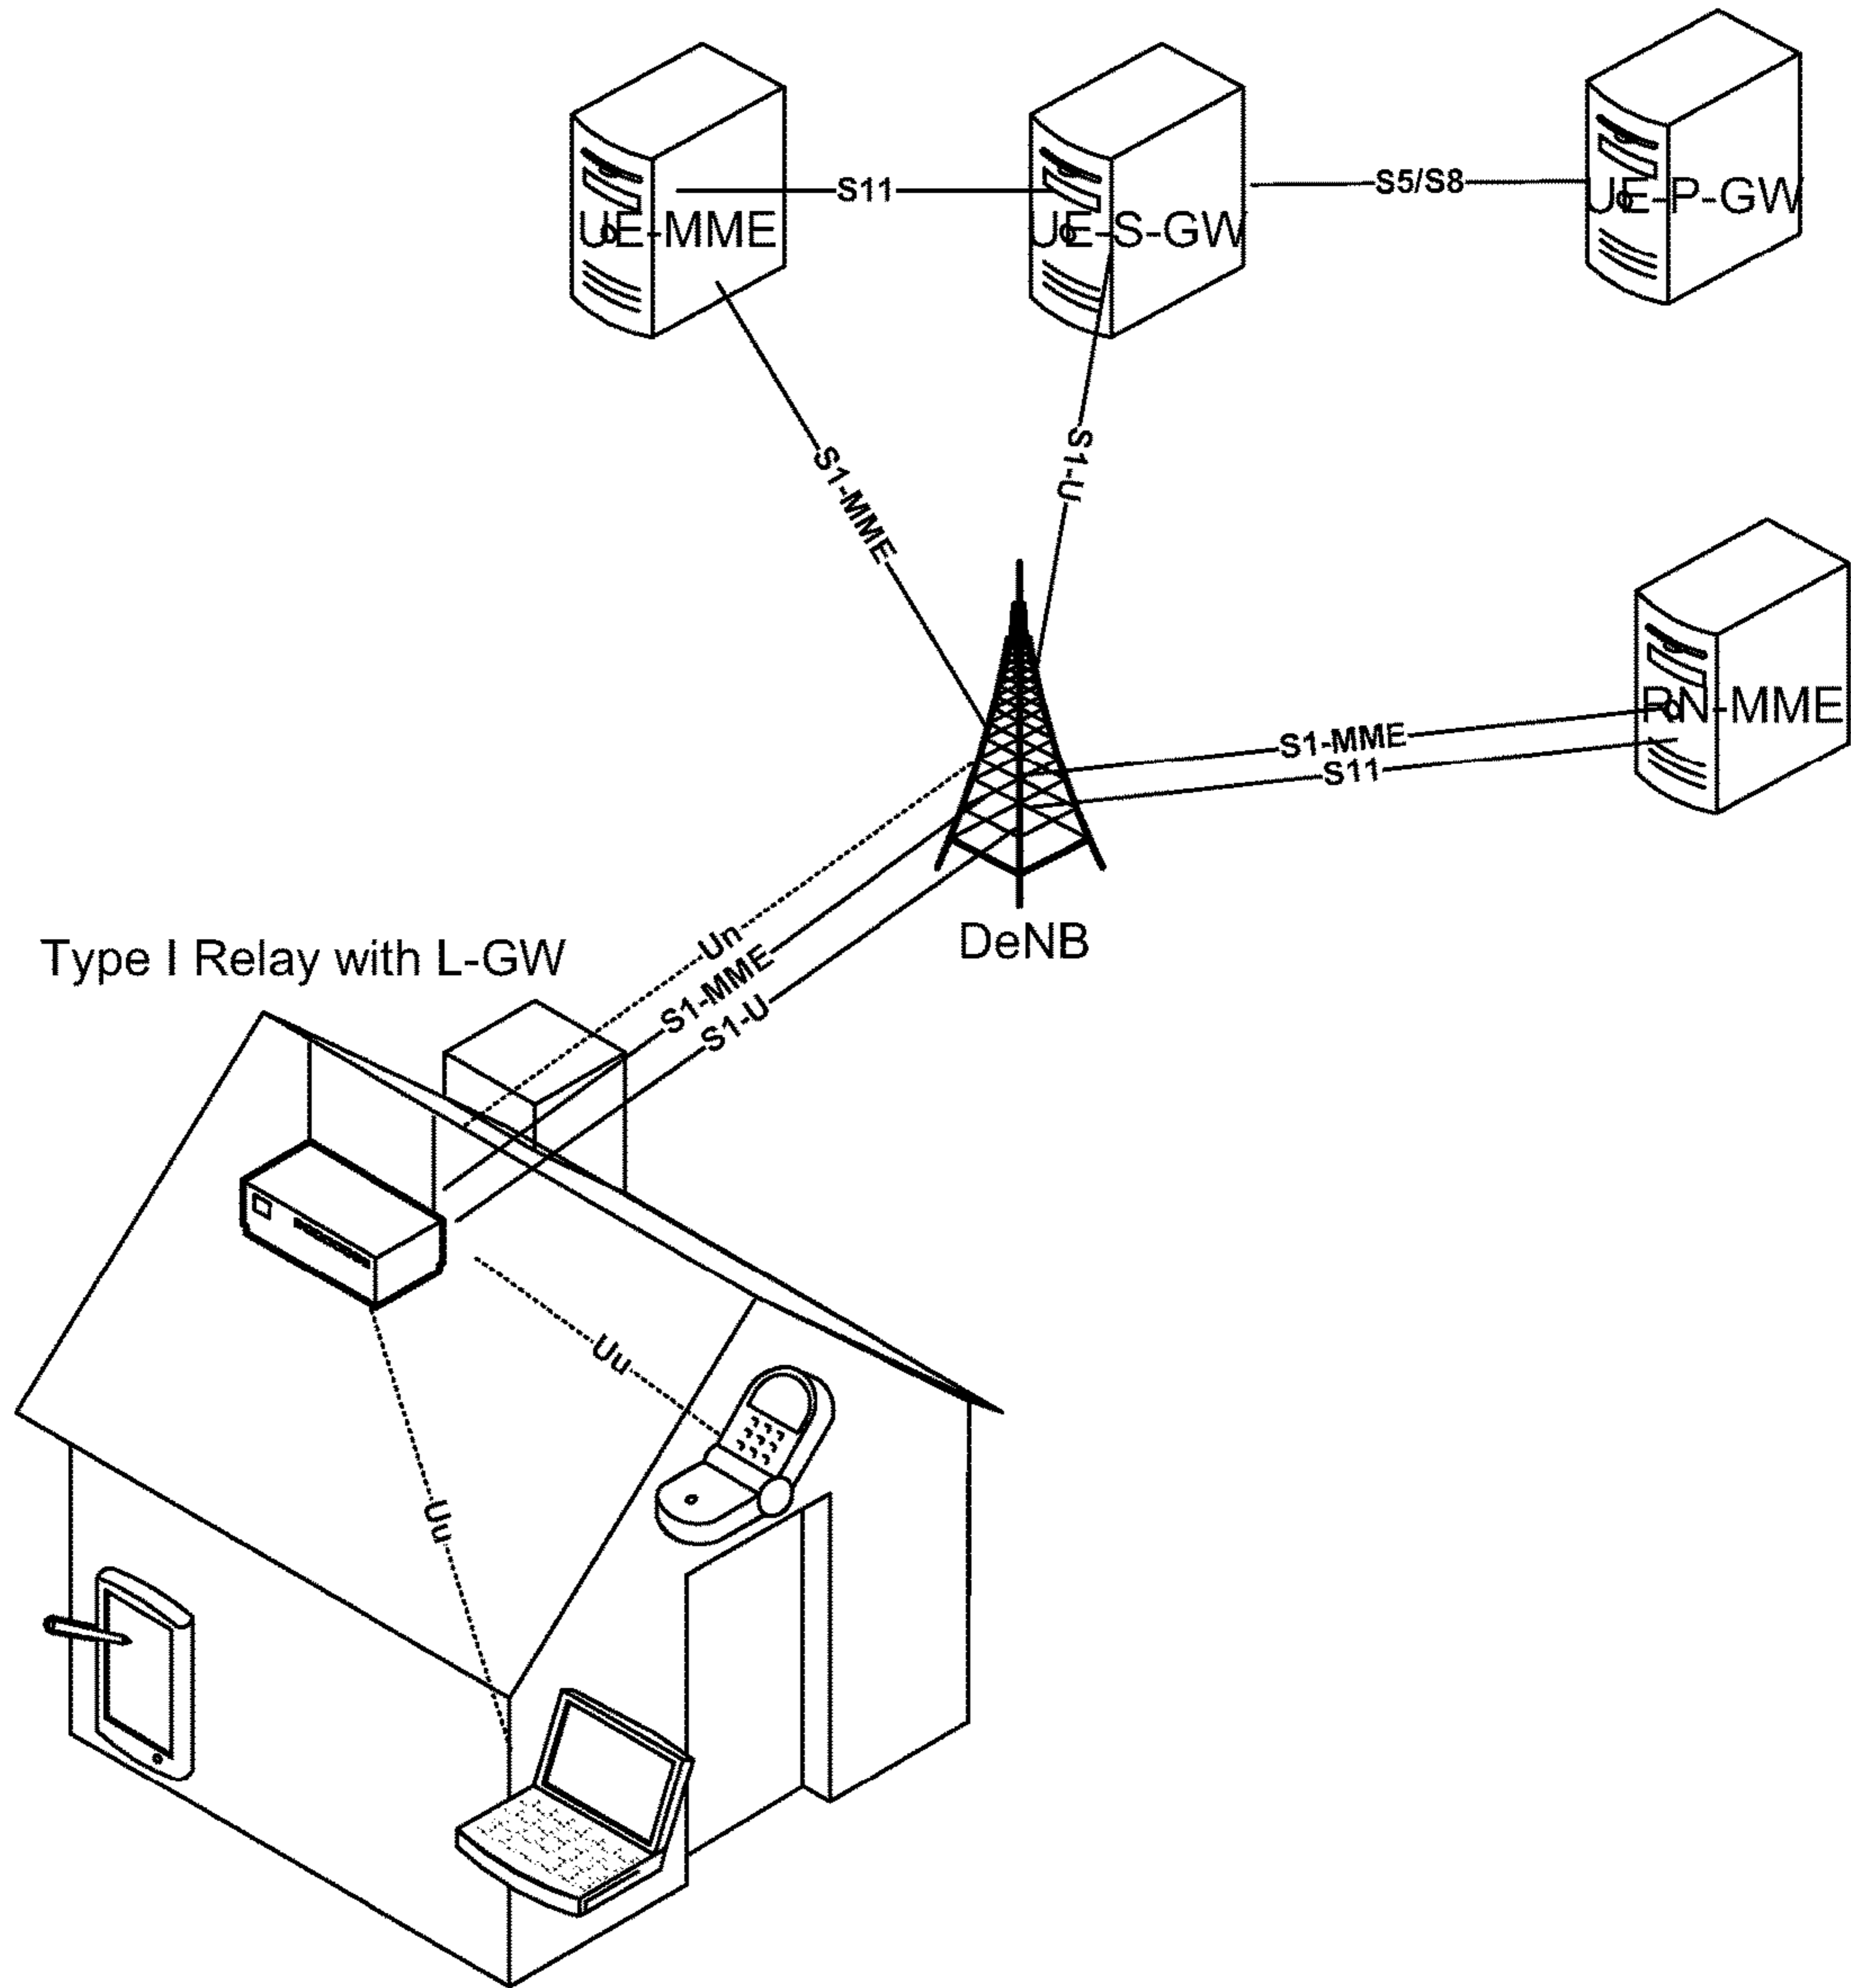 S11
S5/S8
UE-MME
UE-S-GW
UE-P-GW
S1-MME
S1-U
RN-MME
S1-MME
S11
Un
DeNB
Type I Relay with L-GW
S1-MME
S1-U
Uu
Uu